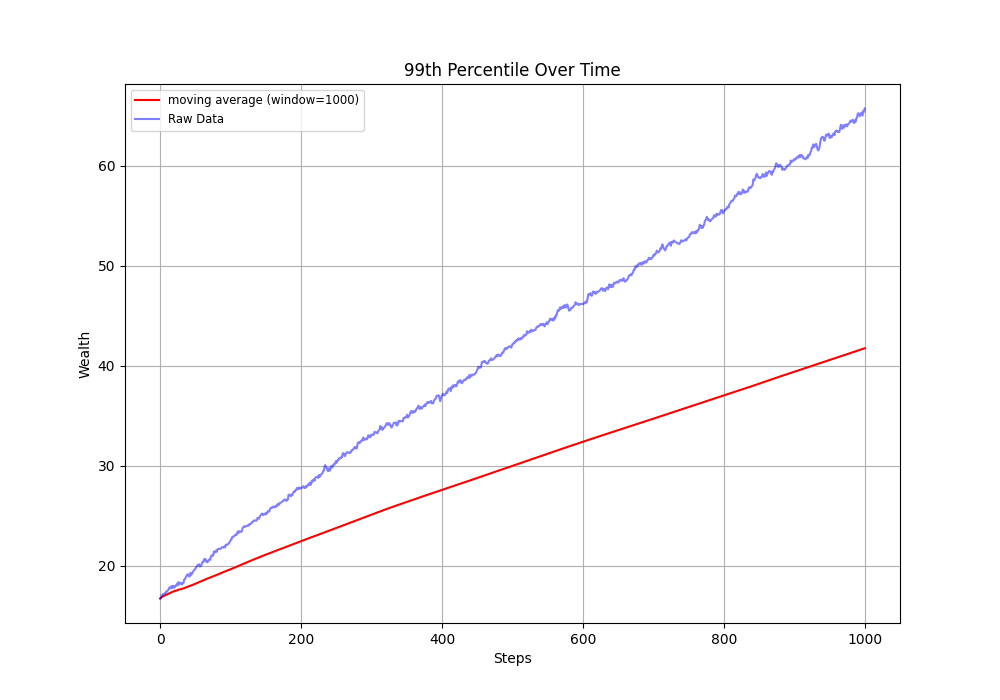 99th Percentile Over Time
moving average (window=1000)
Raw Data
60
50
40
30
20
Wealth
0 200 400 600 800 1000
Steps